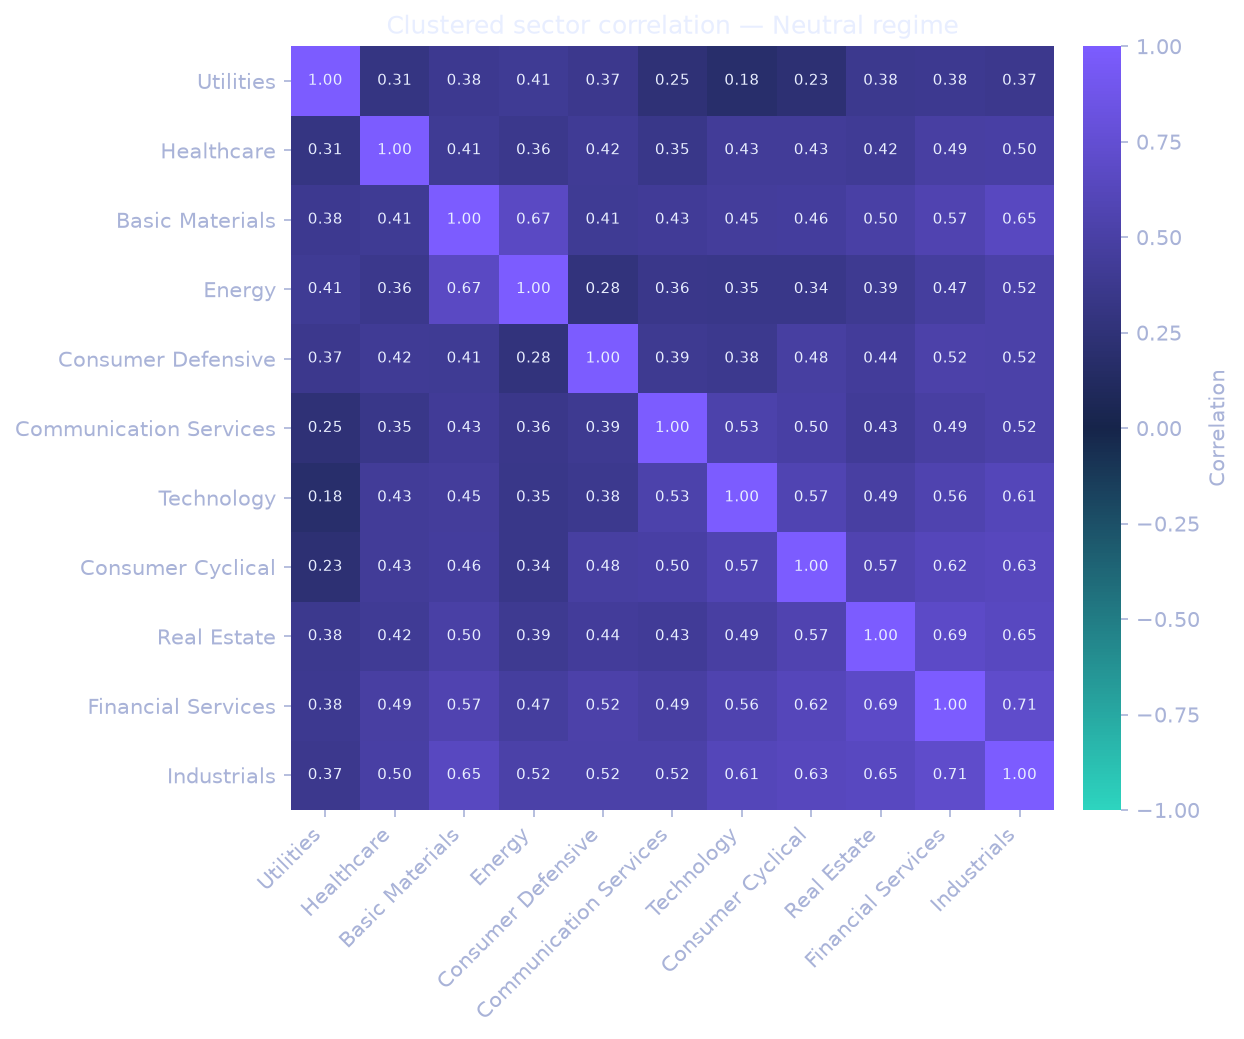 Clustered sector correlation — Neutral regime
Utilities 1.00 0.31 0.38 0.41 0.37 0.25 0.18 0.23 0.38 0.38 0.37
Healthcare 0.31 1.00 0.41 0.36 0.42 0.35 0.43 0.43 0.42 0.49 0.50
Basic Materials 0.38 0.41 1.00 0.67 0.41 0.43 0.45 0.46 0.50 0.57 0.65
Energy 0.41 0.36 0.67 1.00 0.28 0.36 0.35 0.34 0.39 0.47 0.52
Consumer Defensive 0.37 0.42 0.41 0.28 1.00 0.39 0.38 0.48 0.44 0.52 0.52
Communication Services 0.25 0.35 0.43 0.36 0.39 1.00 0.53 0.50 0.43 0.49 0.52
Technology 0.18 0.43 0.45 0.35 0.38 0.53 1.00 0.57 0.49 0.56 0.61
Consumer Cyclical 0.23 0.43 0.46 0.34 0.48 0.50 0.57 1.00 0.57 0.62 0.63
Real Estate 0.38 0.42 0.50 0.39 0.44 0.43 0.49 0.57 1.00 0.69 0.65
Financial Services 0.38 0.49 0.57 0.47 0.52 0.49 0.56 0.62 0.69 1.00 0.71
Industrials 0.37 0.50 0.65 0.52 0.52 0.52 0.61 0.63 0.65 0.71 1.00
Utilities
Healthcare
Basic Materials
Energy
Consumer Defensive
Communication Services
Technology
Consumer Cyclical
Real Estate
Financial Services
Industrials
1.00
0.75
0.50
0.25
0.00
−0.25
−0.50
−0.75
−1.00
Correlation